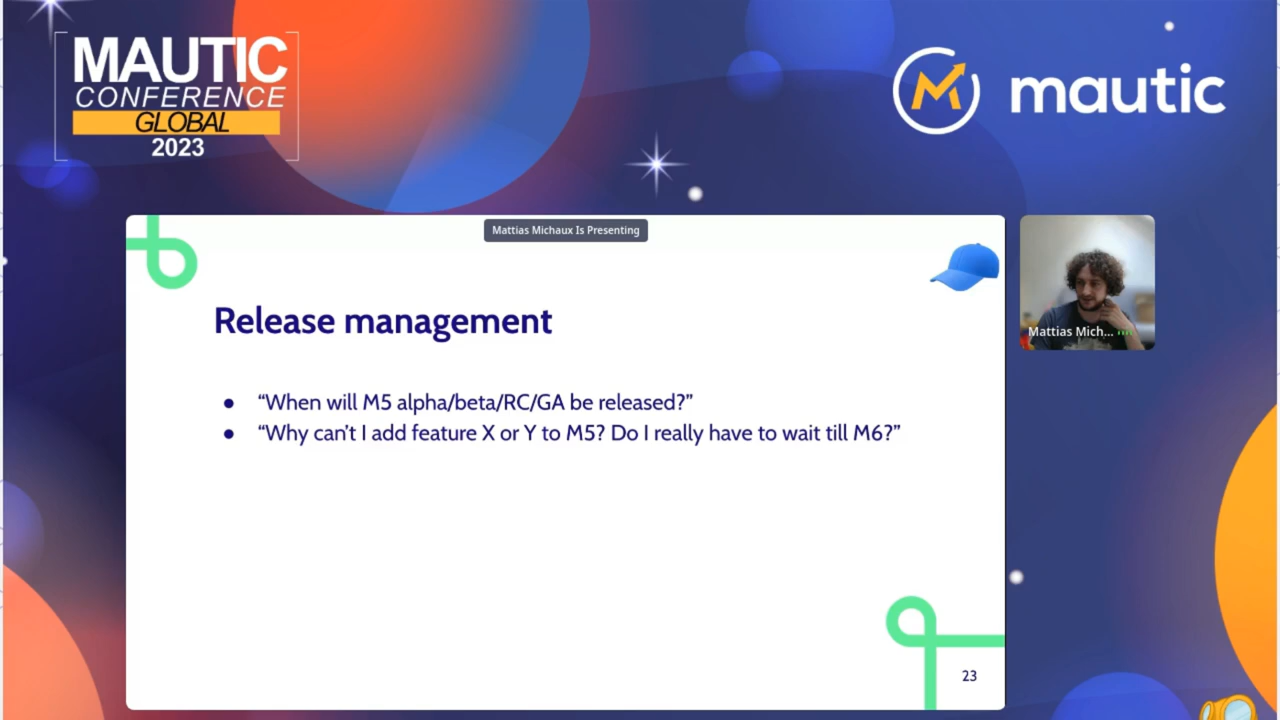 MAUTIC
CONFERENCE
GLOBAL
2023
mautic
Mattias Michaux Is Presenting
Release management
● “When will M5 alpha/beta/RC/GA be released?”
● “Why can’t I add feature X or Y to M5? Do I really have to wait till M6?”
Mattias Mich...
23